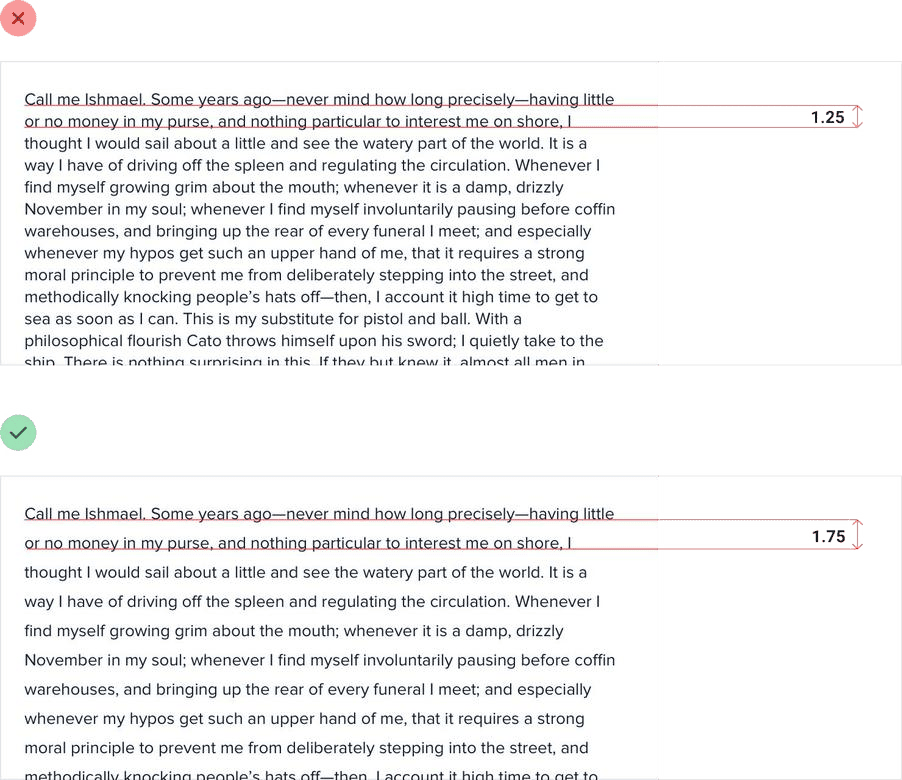 Call me Ishmael. Some years ago—never mind how long precisely—having little
or no money in my purse, and nothing particular to interest me on shore, I
1.25
thought I would sail about a little and see the watery part of the world. It is a
way I have of driving off the spleen and regulating the circulation. Whenever I
find myself growing grim about the mouth; whenever it is a damp, drizzly
November in my soul; whenever I find myself involuntarily pausing before coffin
warehouses, and bringing up the rear of every funeral I meet; and especially
whenever my hypos get such an upper hand of me, that it requires a strong
moral principle to prevent me from deliberately stepping into the street, and
methodically knocking people’s hats off—then, I account it high time to get to
sea as soon as I can. This is my substitute for pistol and ball. With a
philosophical flourish Cato throws himself upon his sword; I quietly take to the
ship. There is nothing surprising in this. If they but knew it, almost all men in
Call me Ishmael. Some years ago—never mind how long precisely—having little
or no money in my purse, and nothing particular to interest me on shore, I
1.75
thought I would sail about a little and see the watery part of the world. It is a
way I have of driving off the spleen and regulating the circulation. Whenever I
find myself growing grim about the mouth; whenever it is a damp, drizzly
November in my soul; whenever I find myself involuntarily pausing before coffin
warehouses, and bringing up the rear of every funeral I meet; and especially
whenever my hypos get such an upper hand of me, that it requires a strong
moral principle to prevent me from deliberately stepping into the street, and
methodically knocking people’s hats off—then, I account it high time to get to